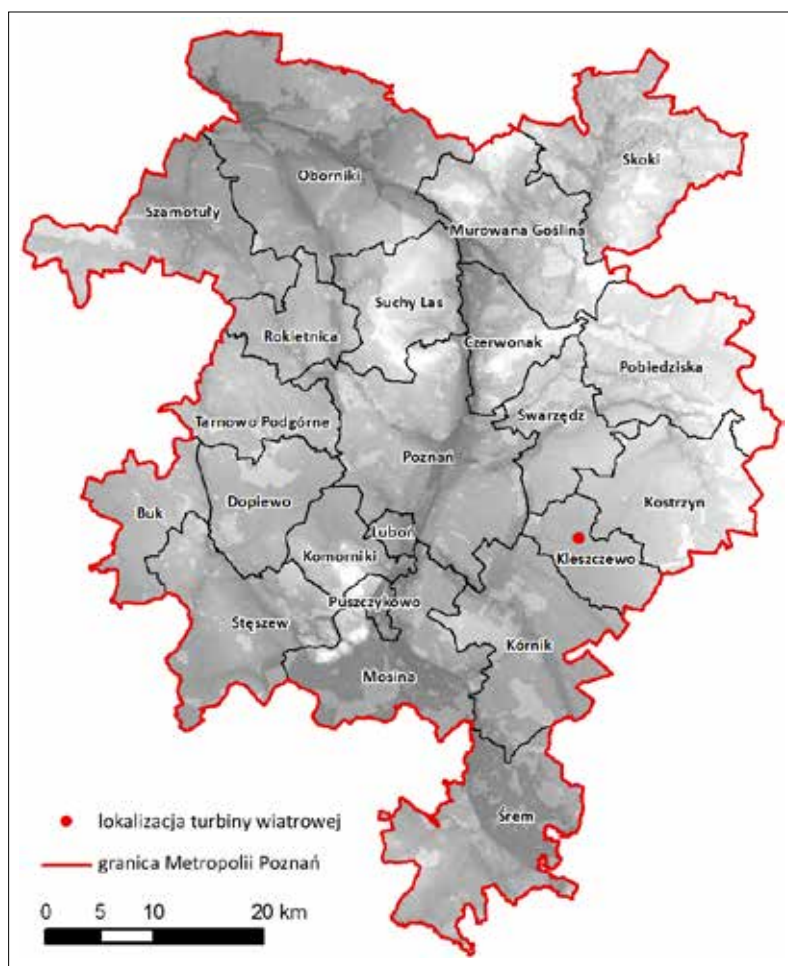 Skoki
Oborniki
Szamotuły
Murowana Goślina
Suchy Las
Rokietnica
Czerwonak
Pobiedziska
Swarzędz
Tarnowo Podgórne
Poznań
Kostrzyn
Dopiewo
Buk
Luboń
Komorniki
Kleszczewo
Puszczykowo
Stęszew
Kórnik
Mosina
Śrem
lokalizacja turbiny wiatrowej
granica Metropolii Poznań
0 5 10 20 km